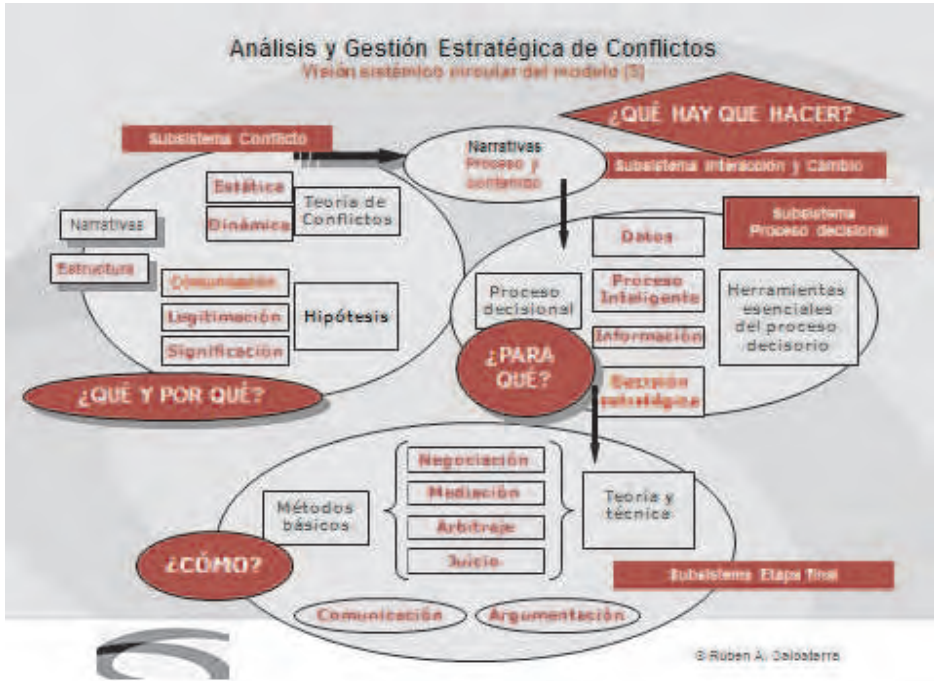 Análisis y Gestión Estratégica de Conflictos
Visión sistémico circular del modelo (S)
¿QUÉ HAY QUE HACER?
Subsistema Conflicto
Narrativas
Proceso y
contenido
Subsistema Interacción y Cambio
Estática
Dinámica
Teoría de
Conflictos
Narrativas
Estructura
Comunicación
Legitimación
Significación
Hipótesis
¿QUÉ Y POR QUÉ?
Subsistema
Proceso decisional
Datos
Proceso
Inteligente
Información
Decisión
estratégica
Proceso
decisional
¿PARA
QUÉ?
Herramientas
esenciales
del proceso
decisorio
Métodos
básicos
Negociación
Mediación
Arbitraje
Juicio
Teoría y
técnica
¿CÓMO?
Subsistema Etapa final
Comunicación
Argumentación
© Rúben A. Calcaterra